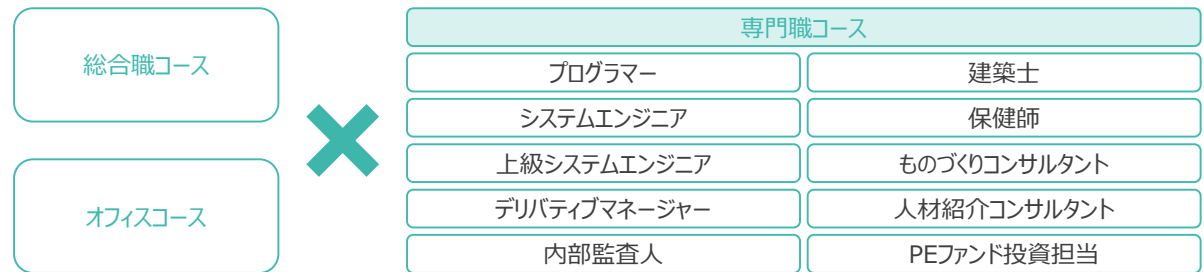 総合職コース
オフィスコース
専門職コース
プログラマー
建築士
システムエンジニア
保健師
上級システムエンジニア
ものづくりコンサルタント
デリバティブマネージャー
人材紹介コンサルタント
内部監査人
PEファンド投資担当